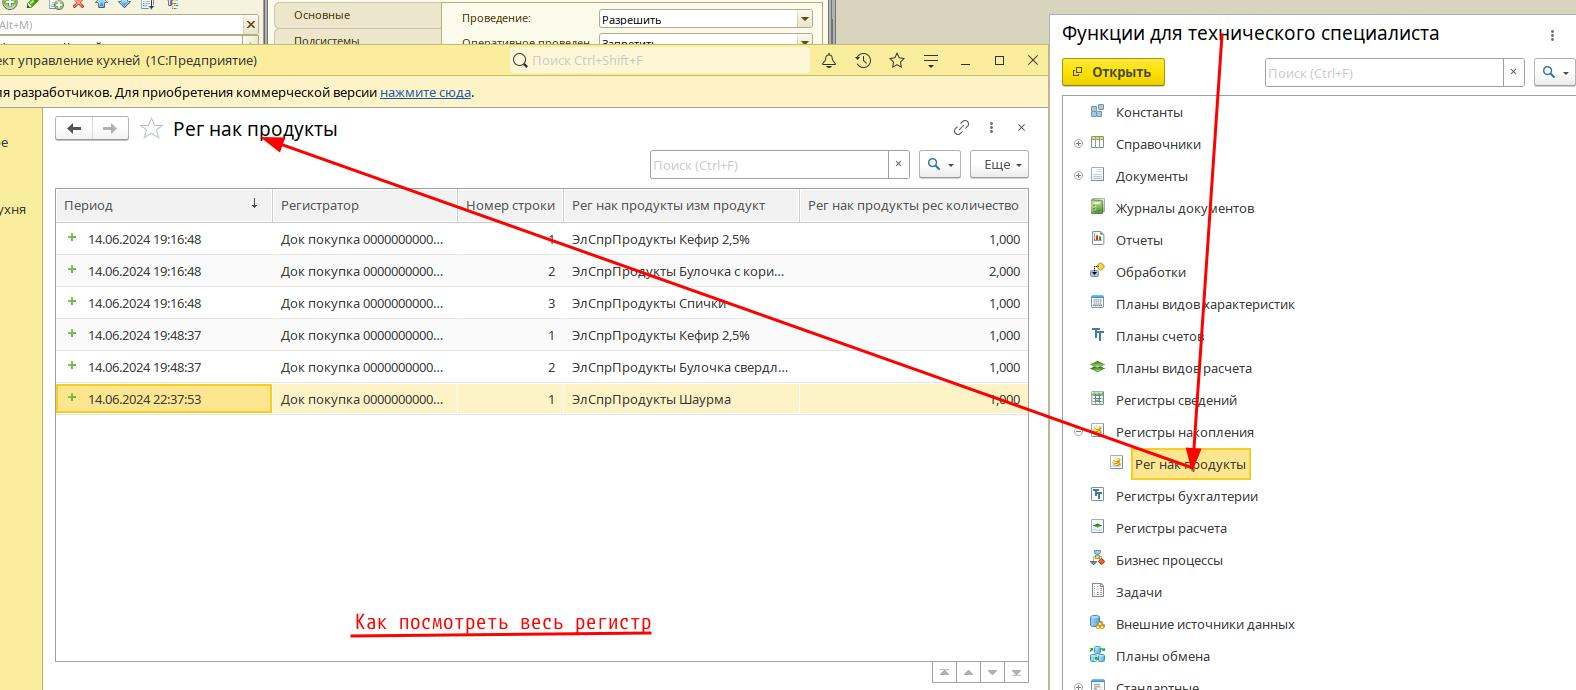 Alt+M)
Основные
Подсистемы
Проведение:
Разрешить
Оперативное проведен
Запретить
ект управление кухней (1С:Предприятие)
Поиск Ctrl+Shift+F
ля разработчиков. Для приобретения коммерческой версии нажмите сюда.
ое
ухня
Рег нак продукты
Поиск (Ctrl+F)
Еще
Период Регистратор Номер строки Рег нак продукты изм продукт Рег нак продукты рес количество
14.06.2024 19:16:48 Док покупка 0000000000... 1 ЭлСпрПродукты Кефир 2,5% 1,000
14.06.2024 19:16:48 Док покупка 0000000000... 2 ЭлСпрПродукты Булочка с кори... 2,000
14.06.2024 19:16:48 Док покупка 0000000000... 3 ЭлСпрПродукты Спички 1,000
14.06.2024 19:48:37 Док покупка 0000000000... 1 ЭлСпрПродукты Кефир 2,5% 1,000
14.06.2024 19:48:37 Док покупка 0000000000... 2 ЭлСпрПродукты Булочка свердл... 1,000
14.06.2024 22:37:53 Док покупка 0000000000... 1 ЭлСпрПродукты Шаурма 1,000
Как посмотреть весь регистр
Функции для технического специалиста
Открыть
Поиск (Ctrl+F)
Константы
Справочники
Документы
Журналы документов
Отчеты
Обработки
Планы видов характеристик
Планы счетов
Планы видов расчета
Регистры сведений
Регистры накопления
Рег нак продукты
Регистры бухгалтерии
Регистры расчета
Бизнес процессы
Задачи
Внешние источники данных
Планы обмена
Стандартные